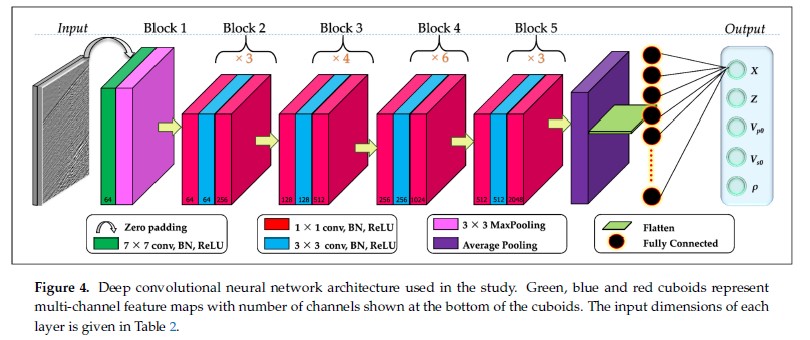 Input Block 1 Block 2 Block 3 Block 4 Block 5 Output
× 3 × 4 × 6 × 3
X
Z
Vp0
Vs0
ρ
64 64 64 256 128 128 512 256 256 1024 512 512 2048
Zero padding
7 × 7 conv, BN, ReLU
1 × 1 conv, BN, ReLU
3 × 3 conv, BN, ReLU
3 × 3 MaxPooling
Average Pooling
Flatten
Fully Connected
Figure 4. Deep convolutional neural network architecture used in the study. Green, blue and red cuboids represent
multi-channel feature maps with number of channels shown at the bottom of the cuboids. The input dimensions of each
layer is given in Table 2.